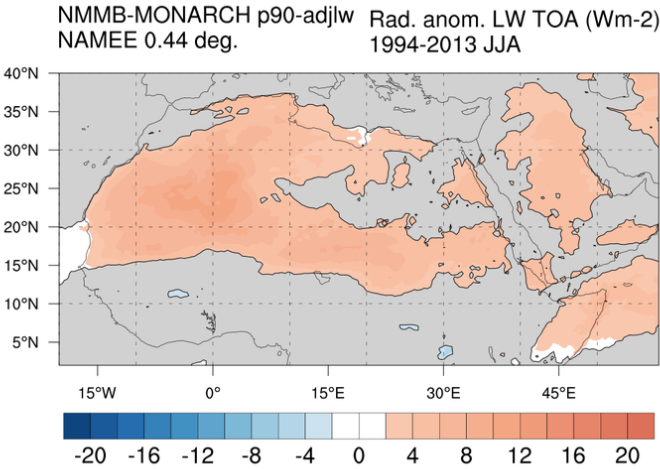 NMMB-MONARCH p90-adjlw Rad. anom. LW TOA (Wm-2)
NAMEE 0.44 deg. 1994-2013 JJA
40°N
35°N
30°N
25°N
20°N
15°N
10°N
5°N
15°W 0° 15°E 30°E 45°E
-20 -16 -12 -8 -4 0 4 8 12 16 20